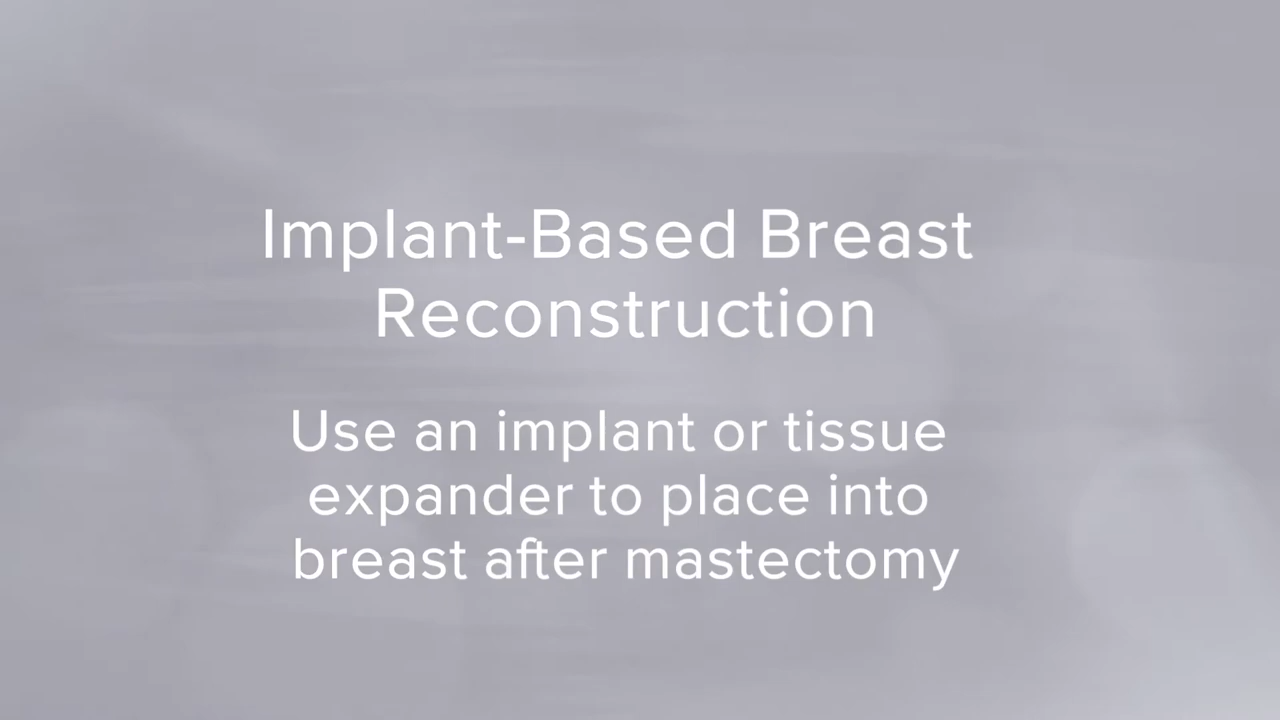 Implant-Based Breast
Reconstruction
Use an implant or tissue
expander to place into
breast after mastectomy